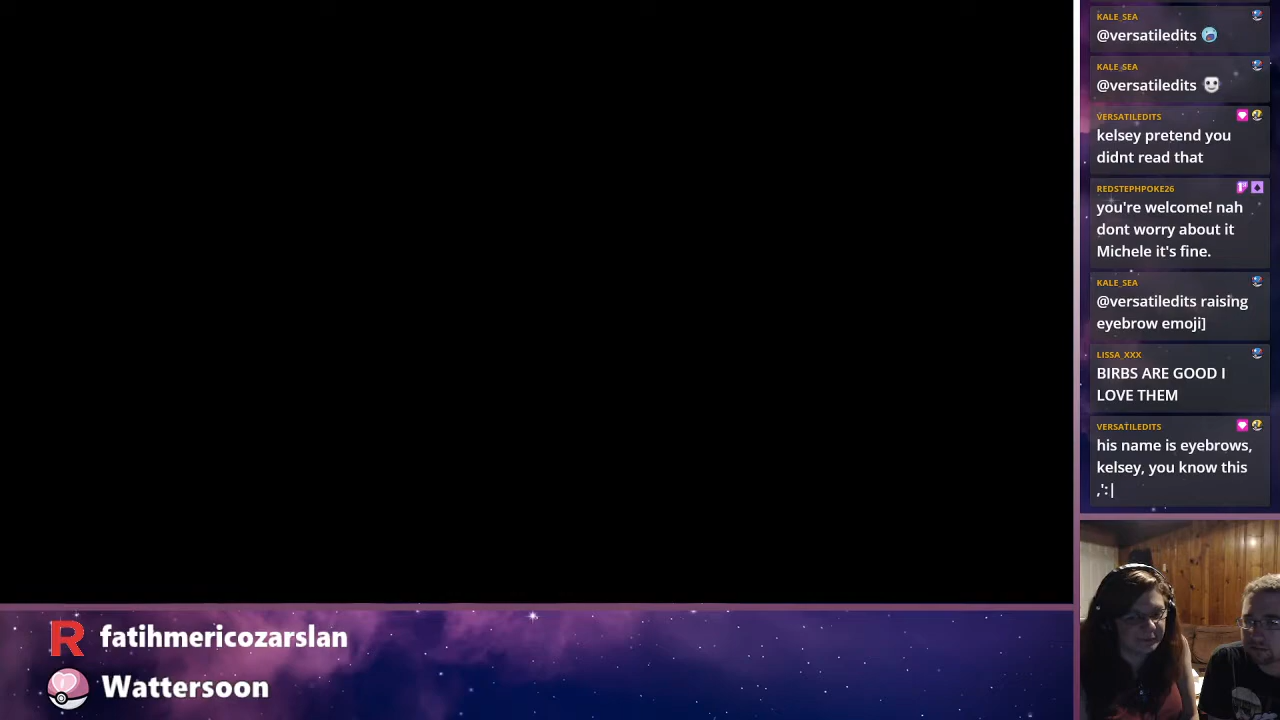 KALE_SEA
@versatiledits
KALE_SEA
@versatiledits
VERSATILEDITS
kelsey pretend you
didnt read that
REDSTEPHPOKE26
you're welcome! nah
dont worry about it
Michele it's fine.
KALE_SEA
@versatiledits raising
eyebrow emoji]
LISSA_XXX
BIRBS ARE GOOD I
LOVE THEM
VERSATILEDITS
his name is eyebrows,
kelsey, you know this
,':|
R fatihmericozarslan
Wattersoon